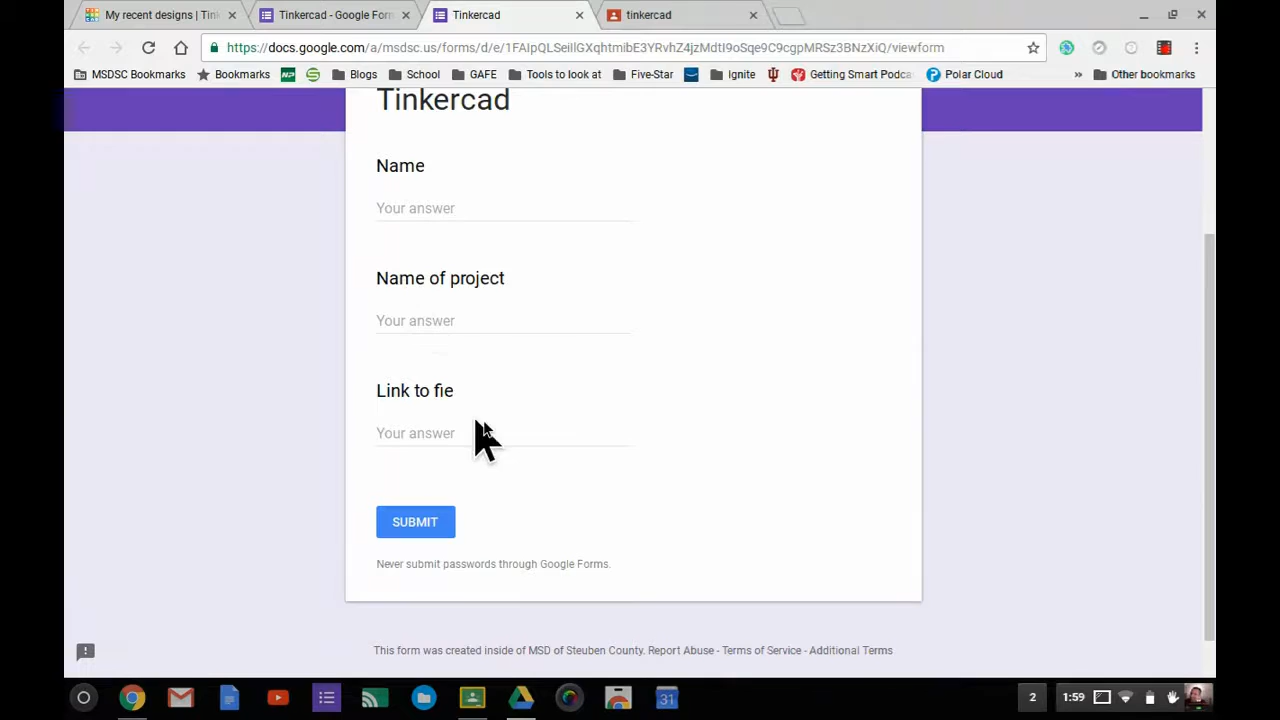 My recent designs | Tin
Tinkercad - Google Form
Tinkercad
tinkercad
https://docs.google.com/a/msdsc.us/forms/d/e/1FAIpQLSeiIlGXqhtmibE3YRvhZ4jzMdtI9oSqe9C9cgpMRSz3BNzXiQ/viewform
MSDSC Bookmarks
Bookmarks
NP
Blogs
School
GAFE
Tools to look at
Five-Star
Ignite
Getting Smart Podca
Polar Cloud
»
Other bookmarks
Tinkercad
Name
Your answer
Name of project
Your answer
Link to fie
Your answer
SUBMIT
Never submit passwords through Google Forms.
This form was created inside of MSD of Steuben County. Report Abuse - Terms of Service - Additional Terms
31
2
1:59